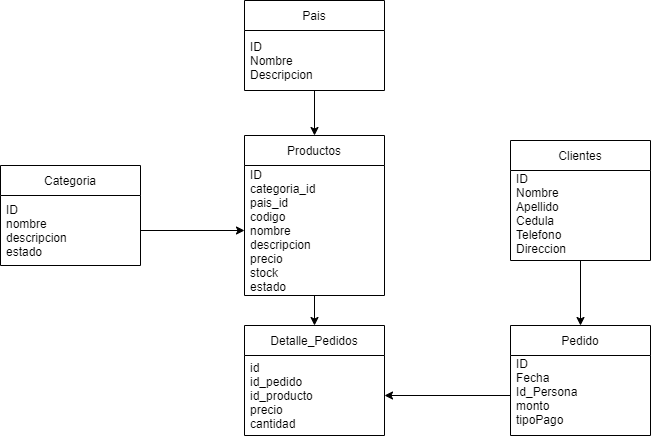 Pais
ID
Nombre
Descripcion
Categoria
ID
nombre
descripcion
estado
Productos
ID
categoria_id
pais_id
codigo
nombre
descripcion
precio
stock
estado
Clientes
ID
Nombre
Apellido
Cedula
Telefono
Direccion
Detalle_Pedidos
id
id_pedido
id_producto
precio
cantidad
Pedido
ID
Fecha
Id_Persona
monto
tipoPago